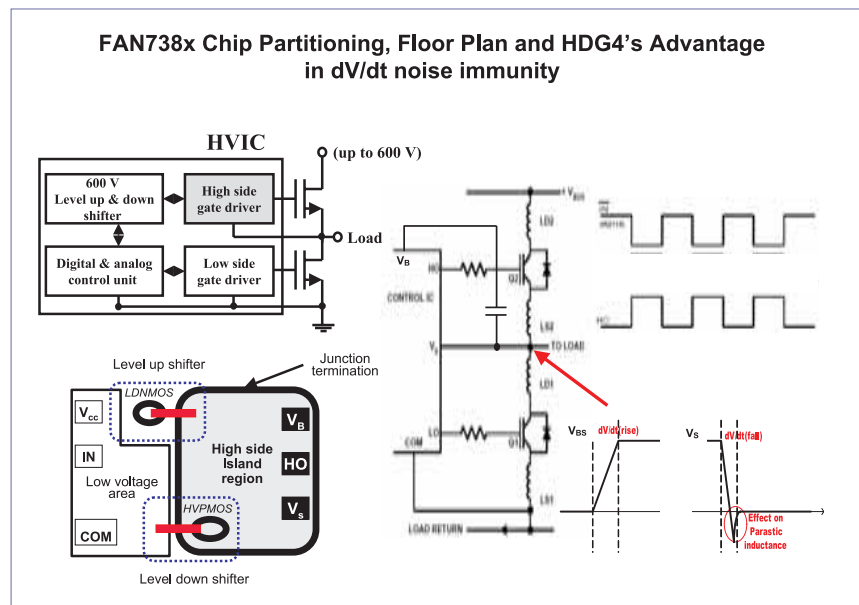 FAN738x Chip Partitioning, Floor Plan and HDG4's Advantage
in dV/dt noise immunity
HVIC
(up to 600 V)
600 V
Level up & down
shifter
High side
gate driver
Load
Digital & analog
control unit
Low side
gate driver
Level up shifter
Junction
termination
LDNMOS
Vcc
VB
IN
High side
Island
region
HO
Low voltage
area
HVPMOS
Vs
COM
Level down shifter
VB
HO
CONTROL IC
LD2
Q2
LS2
TO LOAD
LD1
LO
Q1
COM
LS1
LOAD RETURN
HO
VBS
dV/dt(rise)
VS
dV/dt(fall)
Effect on
Parastic
inductance